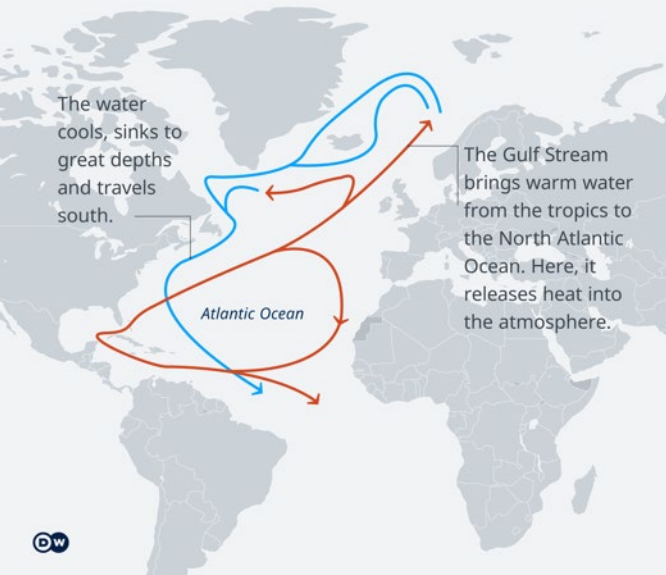 The water
cools, sinks to
great depths
and travels
south.
The Gulf Stream
brings warm water
from the tropics to
the North Atlantic
Ocean. Here, it
releases heat into
the atmosphere.
Atlantic Ocean
DW